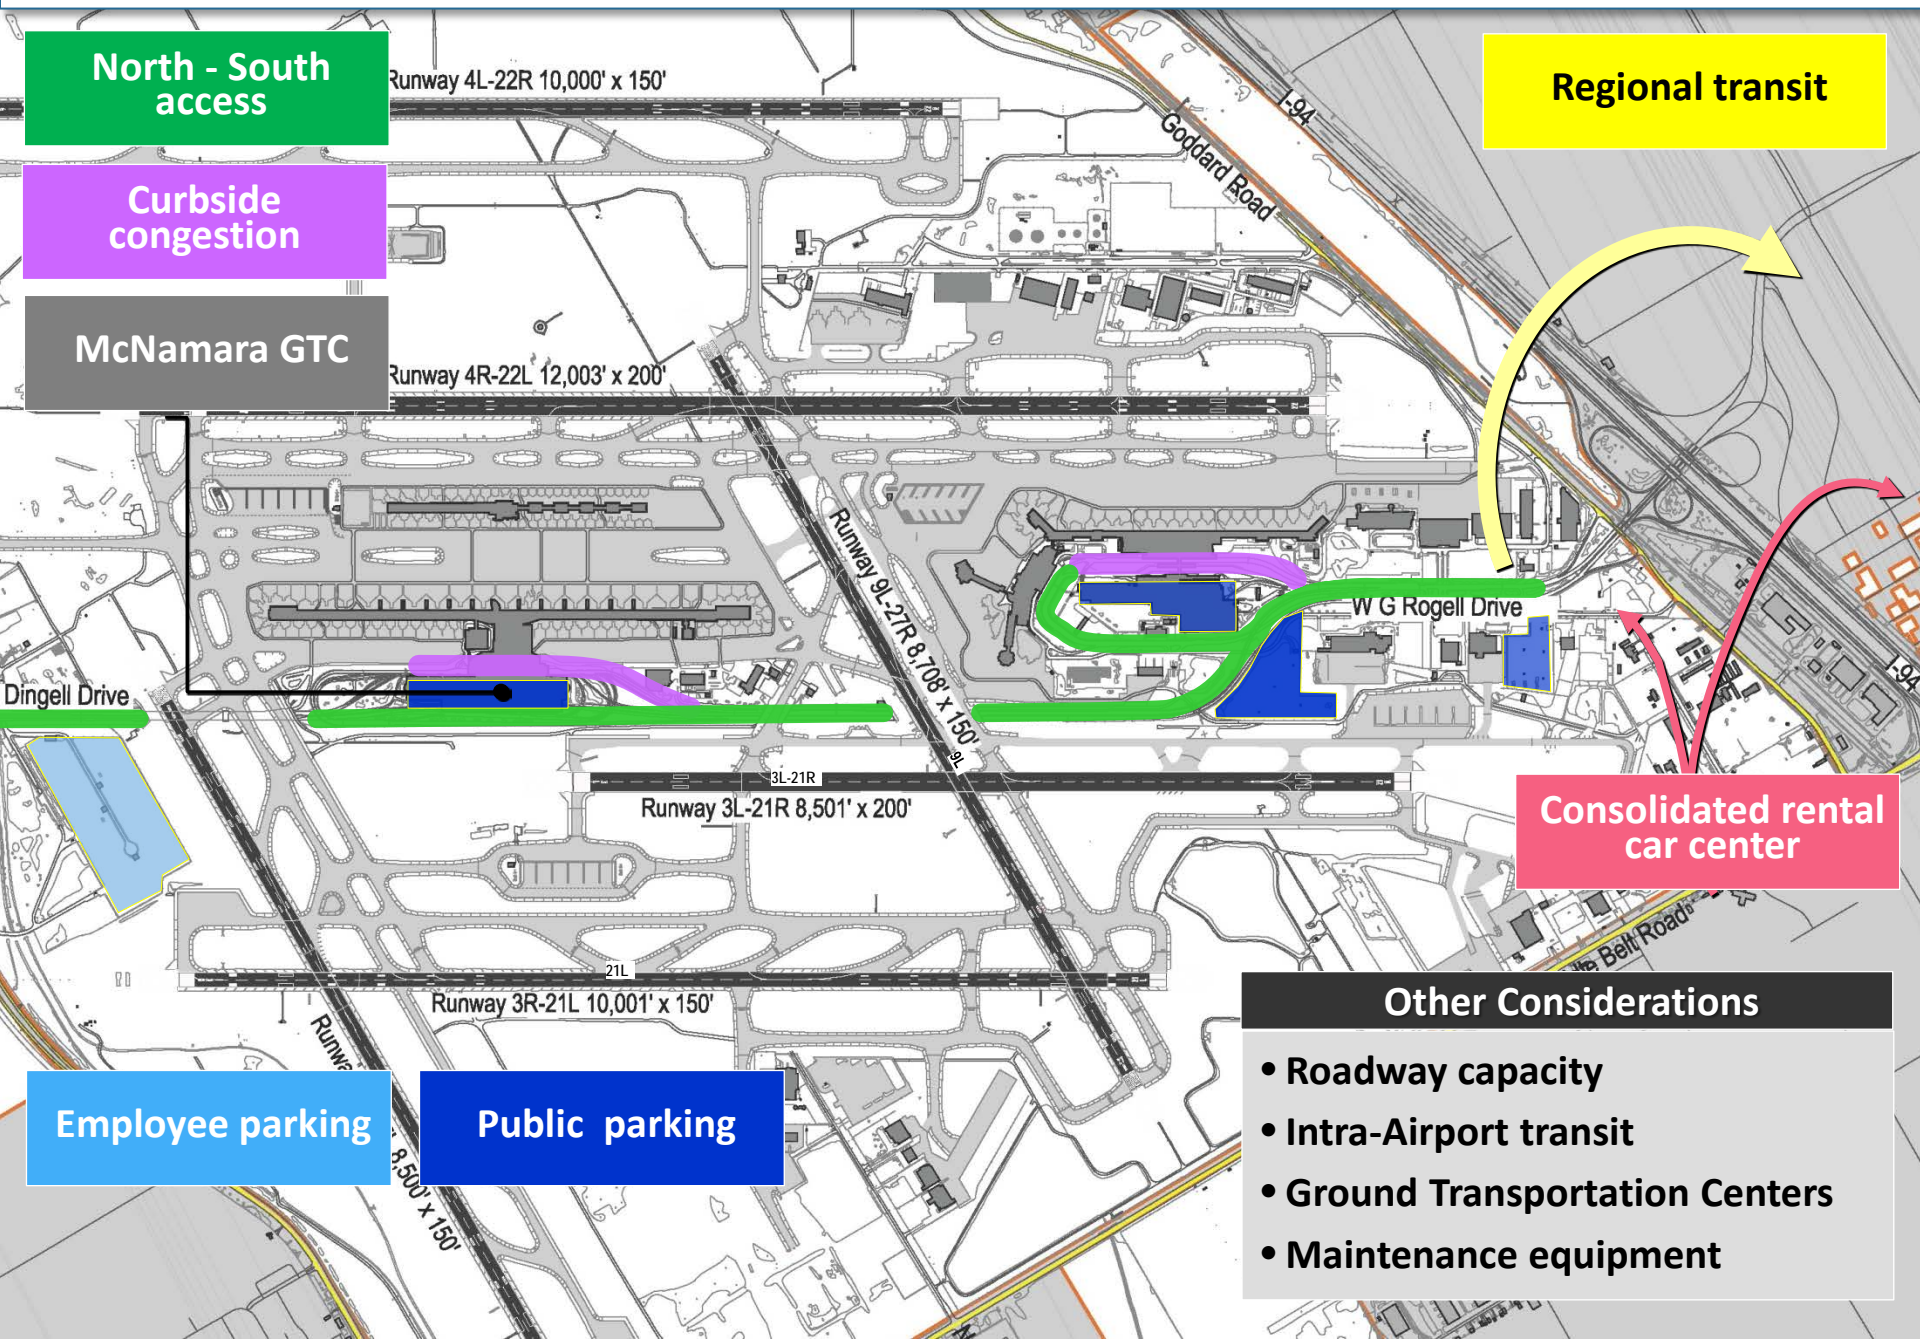 North - South
access
Runway 4L-22R 10,000' x 150'
Regional transit
I-94
Goddard Road
Curbside
congestion
McNamara GTC
Runway 4R-22L 12,003' x 200'
Runway 9L-27R 8,708' x 150'
9L
W G Rogell Drive
Dingell Drive
I-94
3L-21R
Runway 3L-21R 8,501' x 200'
Consolidated rental
car center
Belt Road
21L
Runway 3R-21L 10,001' x 150'
8,500' x 150'
Employee parking
Public parking
Other Considerations
• Roadway capacity
• Intra-Airport transit
• Ground Transportation Centers
• Maintenance equipment